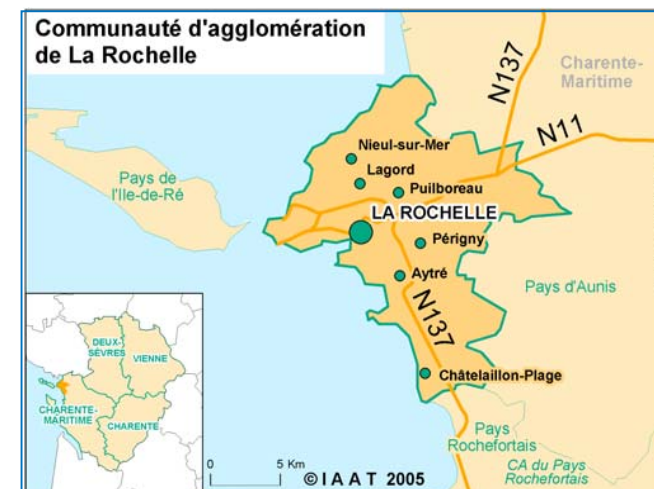 Communauté d'agglomération
de La Rochelle
N137
Charente-
Maritime
N11
Nieul-sur-Mer
Lagord
Puilboreau
Pays de
l'Ile-de-Ré
LA ROCHELLE
Périgny
Aytré
Pays d'Aunis
N137
DEUX-
SÈVRES
VIENNE
CHARENTE-
MARITIME
CHARENTE
Châtelaillon-Plage
Pays
Rochefortais
CA du Pays
Rochefortais
0 5 Km
© I A A T 2005